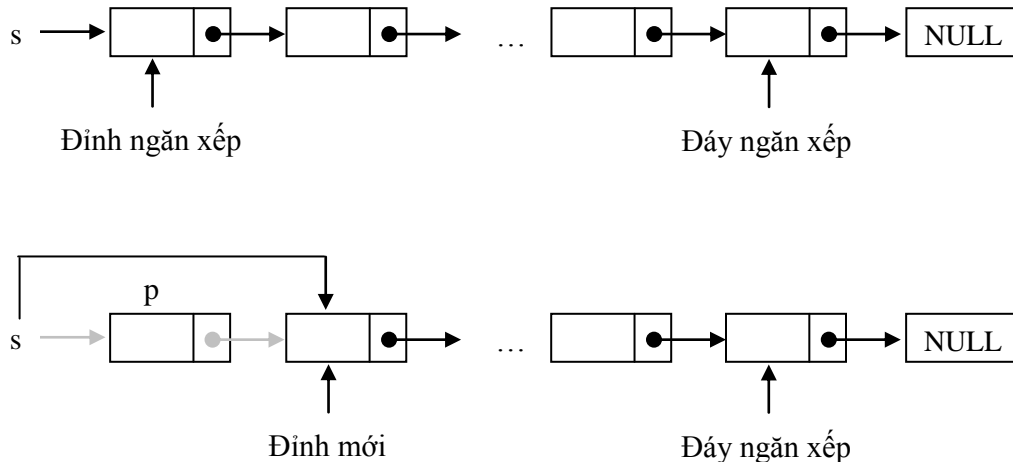 s … NULL
Đỉnh ngăn xếp Đáy ngăn xếp
p
s … NULL
Đỉnh mới Đáy ngăn xếp